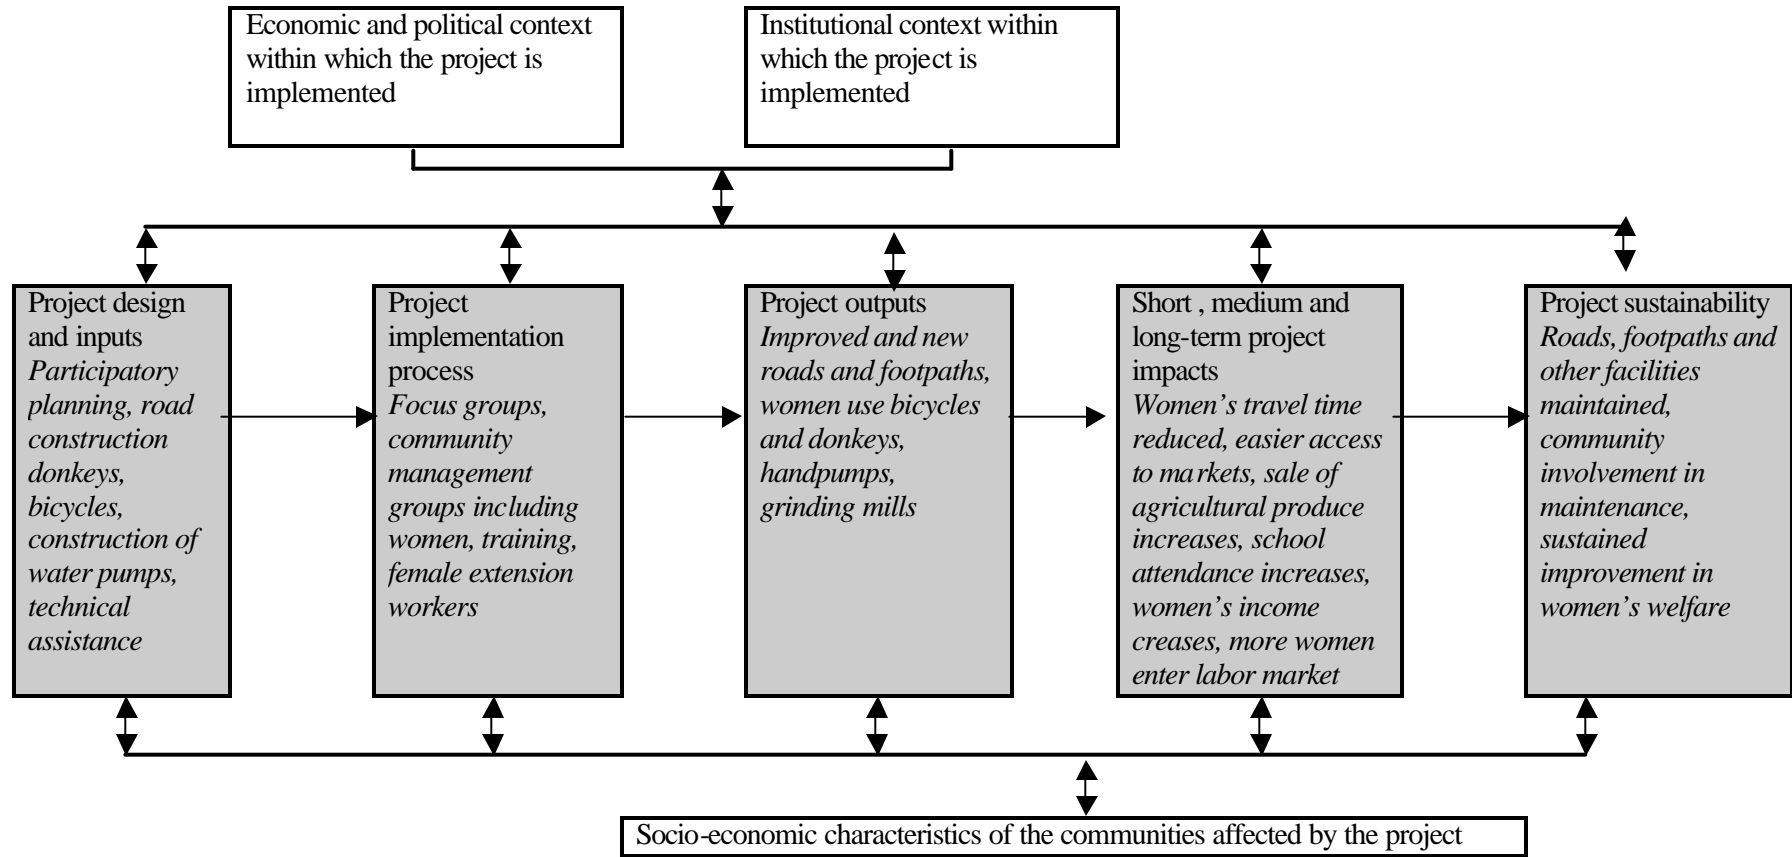 Economic and political context
within which the project is
implemented
Institutional context within
which the project is
implemented
Project design
and inputs
Participatory
planning, road
construction
donkeys,
bicycles,
construction of
water pumps,
technical
assistance
Project
implementation
process
Focus groups,
community
management
groups including
women, training,
female extension
workers
Project outputs
Improved and new
roads and footpaths,
women use bicycles
and donkeys,
handpumps,
grinding mills
Short , medium and
long-term project
impacts
Women’s travel time
reduced, easier access
to markets, sale of
agricultural produce
increases, school
attendance increases,
women’s income
creases, more women
enter labor market
Project sustainability
Roads, footpaths and
other facilities
maintained,
community
involvement in
maintenance,
sustained
improvement in
women’s welfare
Socio-economic characteristics of the communities affected by the project